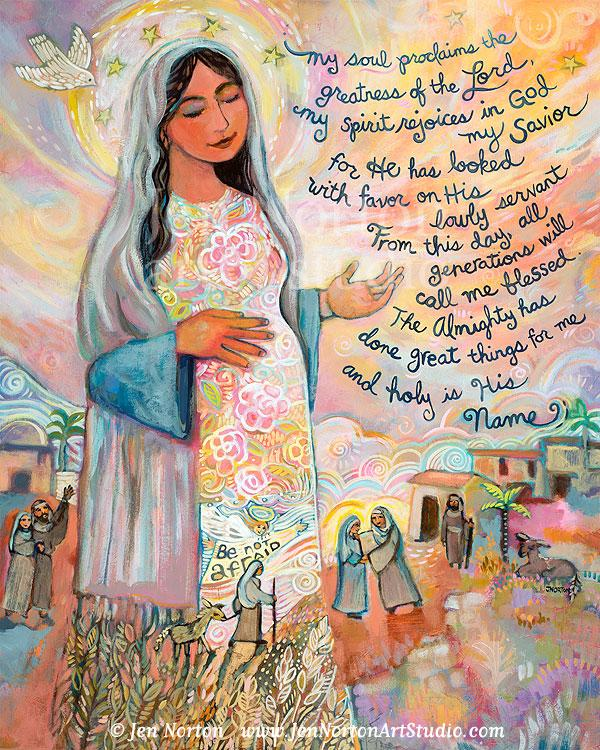 my soul proclaims the
greatness of the Lord,
my spirit rejoices in God
my Savior
for He has looked
with favor on His
lowly servant
From this day, all
generations will
call me blessed.
The Almighty has
done great things for me
and holy is His
Name
Be not
afraid
JNORTON
© Jen Norton www.JenNortonArtStudio.com